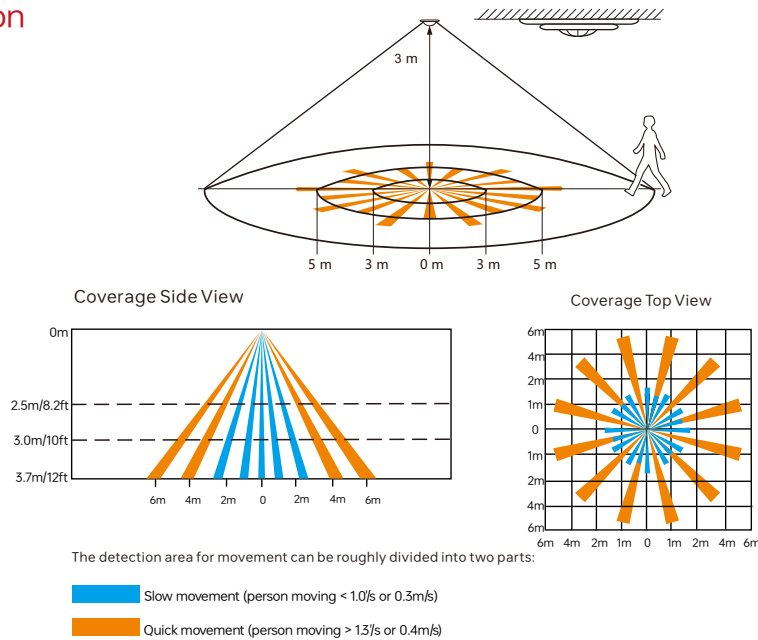 on
3 m
5 m 3 m 0 m 3 m 5 m
Coverage Side View
0m
2.5m/8.2ft
3.0m/10ft
3.7m/12ft
6m 4m 2m 0 2m 4m 6m
Coverage Top View
6m
4m
2m
1m
0
1m
2m
4m
6m
6m 4m 2m 1m 0 1m 2m 4m 6m
The detection area for movement can be roughly divided into two parts:
Slow movement (person moving < 1.0'/s or 0.3m/s)
Quick movement (person moving > 1.3'/s or 0.4m/s)